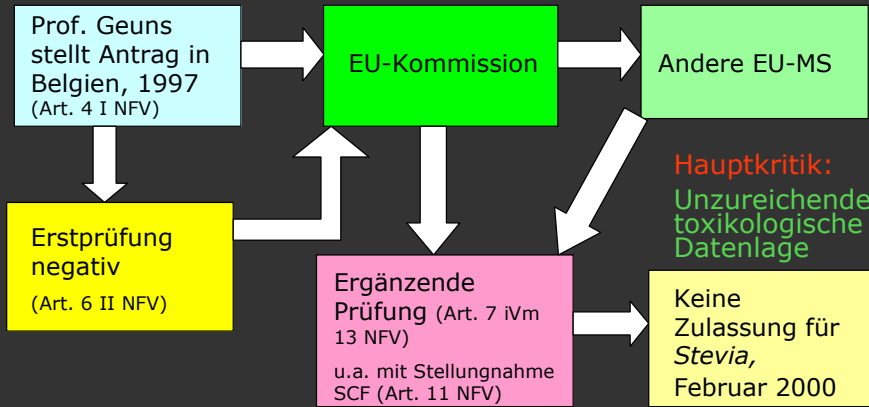 Prof. Geuns
stellt Antrag in
Belgien, 1997
(Art. 4 I NFV)
EU-Kommission
Andere EU-MS
Erstprüfung
negativ
(Art. 6 II NFV)
Hauptkritik:
Unzureichende
toxikologische
Datenlage
Ergänzende
Prüfung (Art. 7 iVm
13 NFV)
u.a. mit Stellungnahme
SCF (Art. 11 NFV)
Keine
Zulassung für
Stevia,
Februar 2000